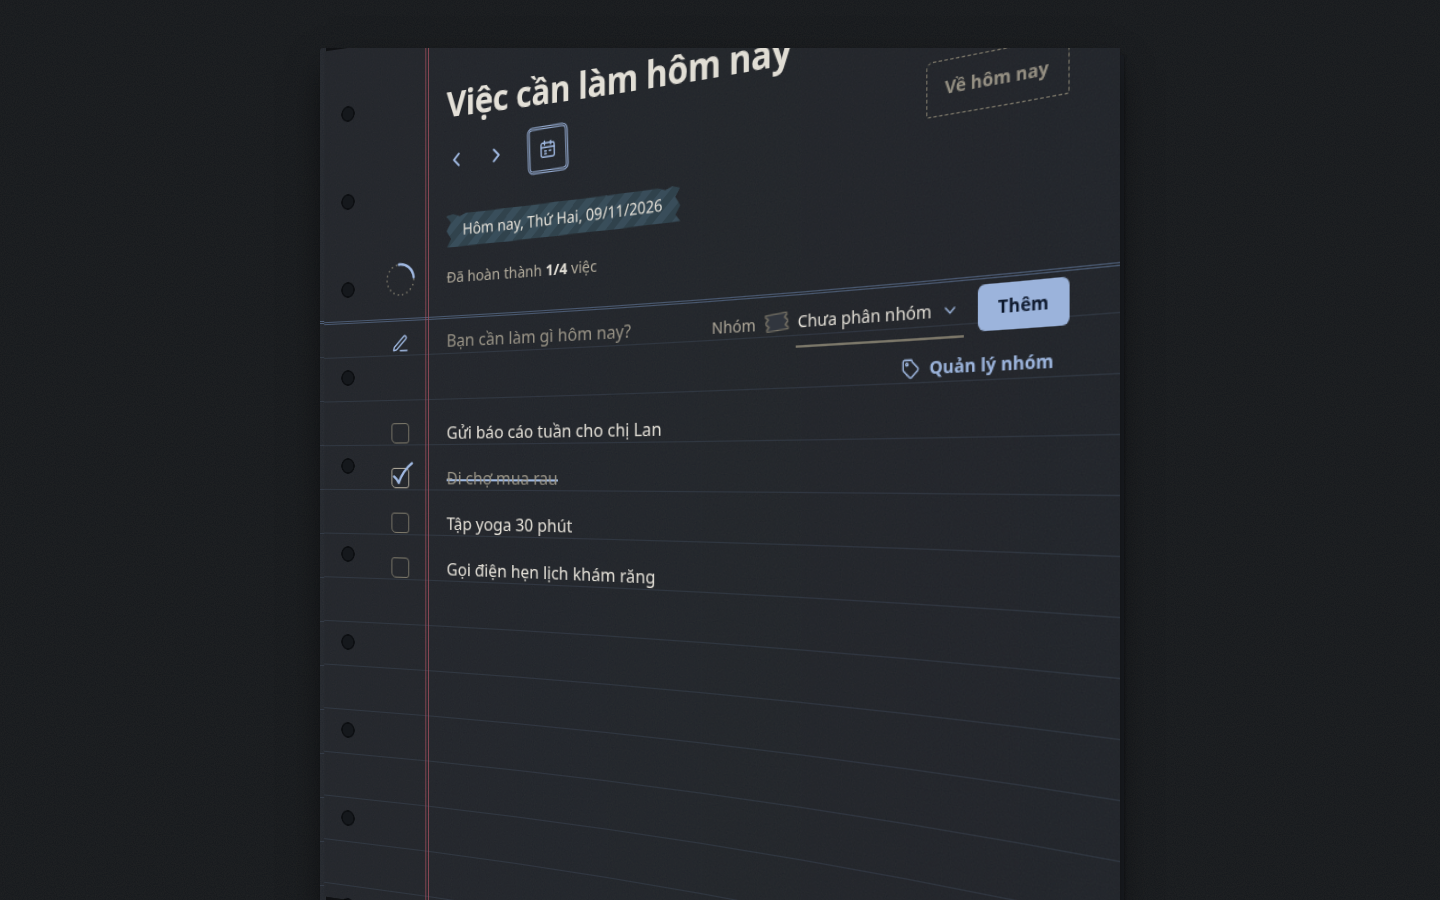 Việc cần làm hôm nay
Về hôm nay
Hôm nay, Thứ Hai, 09/11/2026
Đã hoàn thành 1/4 việc
Bạn cần làm gì hôm nay?
Nhóm
Chưa phân nhóm
Thêm
Quản lý nhóm
Gửi báo cáo tuần cho chị Lan
Đi chợ mua rau
Tập yoga 30 phút
Gọi điện hẹn lịch khám răng